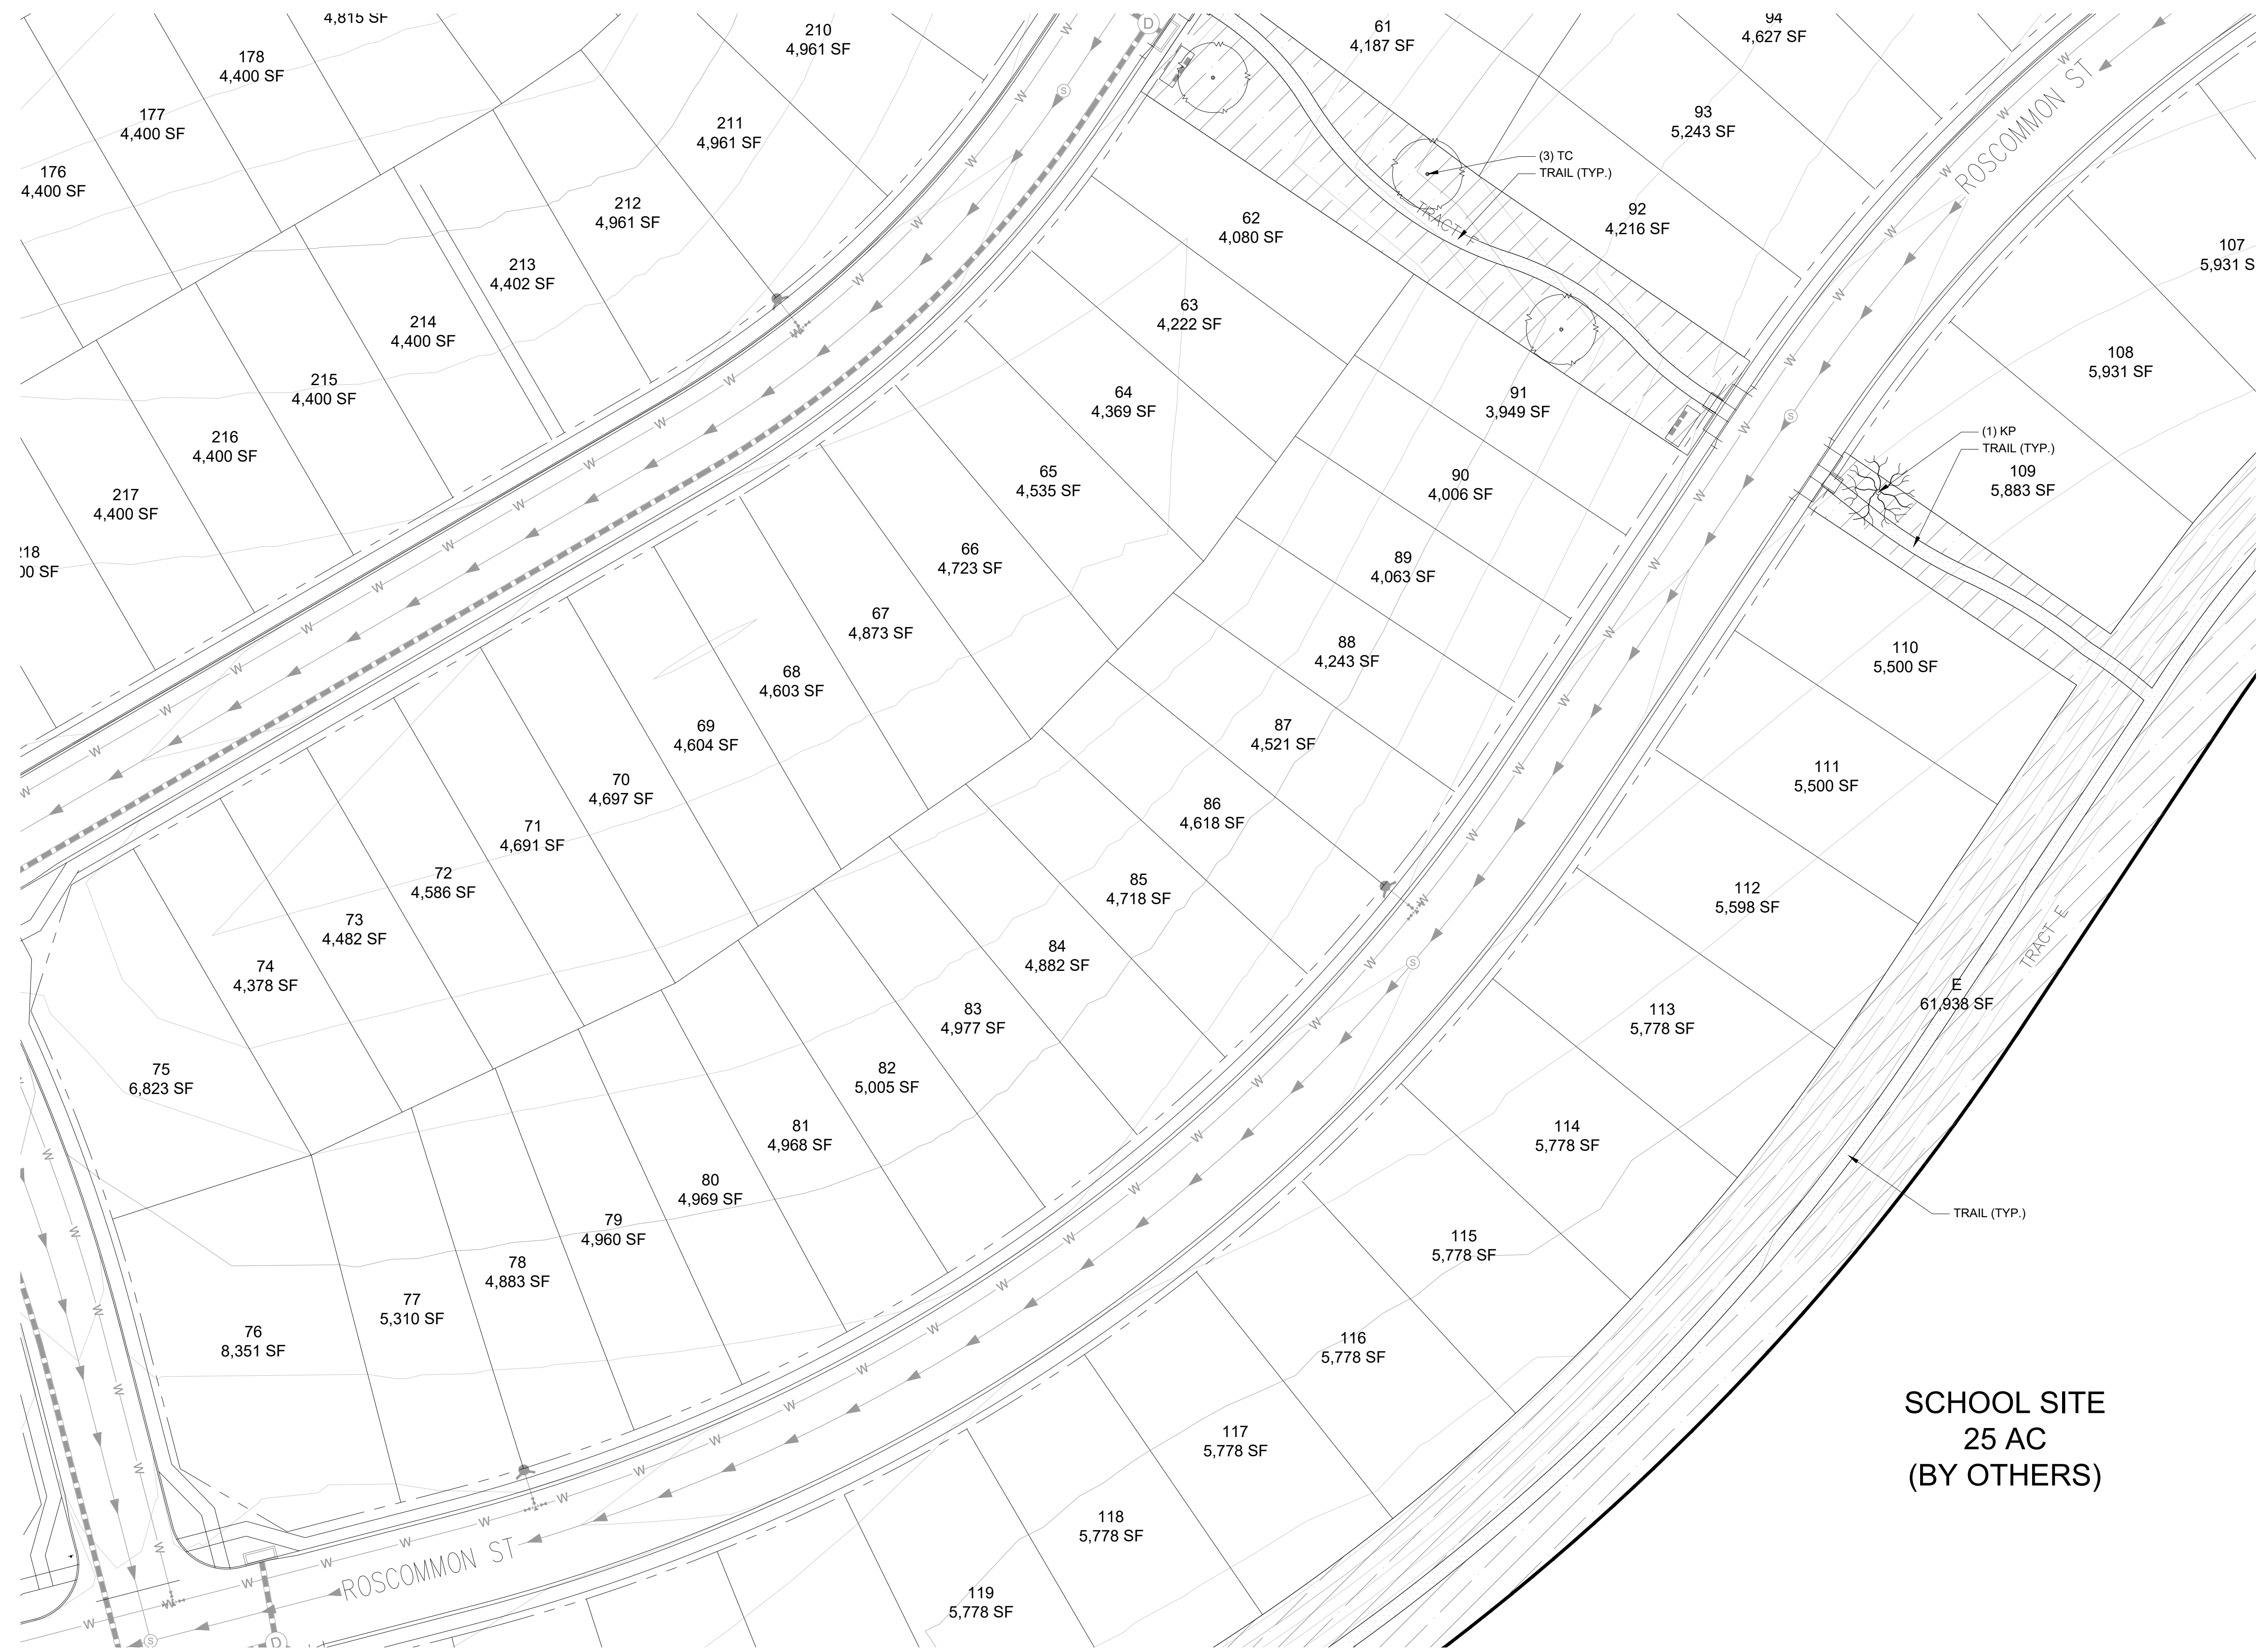 4,815 SF
178
4,400 SF
177
4,400 SF
176
4,400 SF
210
4,961 SF
211
4,961 SF
212
4,961 SF
213
4,402 SF
214
4,400 SF
215
4,400 SF
216
4,400 SF
217
4,400 SF
218
00 SF
D
S
61
4,187 SF
94
4,627 SF
93
5,243 SF
92
4,216 SF
(3) TC
TRAIL (TYP.)
TRACT F
ROSCOMMON ST
62
4,080 SF
63
4,222 SF
64
4,369 SF
65
4,535 SF
66
4,723 SF
67
4,873 SF
68
4,603 SF
69
4,604 SF
70
4,697 SF
71
4,691 SF
72
4,586 SF
73
4,482 SF
74
4,378 SF
75
6,823 SF
76
8,351 SF
77
5,310 SF
78
4,883 SF
79
4,960 SF
80
4,969 SF
81
4,968 SF
82
5,005 SF
83
4,977 SF
84
4,882 SF
85
4,718 SF
86
4,618 SF
87
4,521 SF
88
4,243 SF
89
4,063 SF
90
4,006 SF
91
3,949 SF
S
S
107
5,931 S
108
5,931 SF
(1) KP
TRAIL (TYP.)
109
5,883 SF
110
5,500 SF
111
5,500 SF
112
5,598 SF
113
5,778 SF
114
5,778 SF
115
5,778 SF
116
5,778 SF
117
5,778 SF
118
5,778 SF
119
5,778 SF
TRACT E
E
61,938 SF
TRAIL (TYP.)
SCHOOL SITE
25 AC
(BY OTHERS)
ROSCOMMON ST
W
S
D